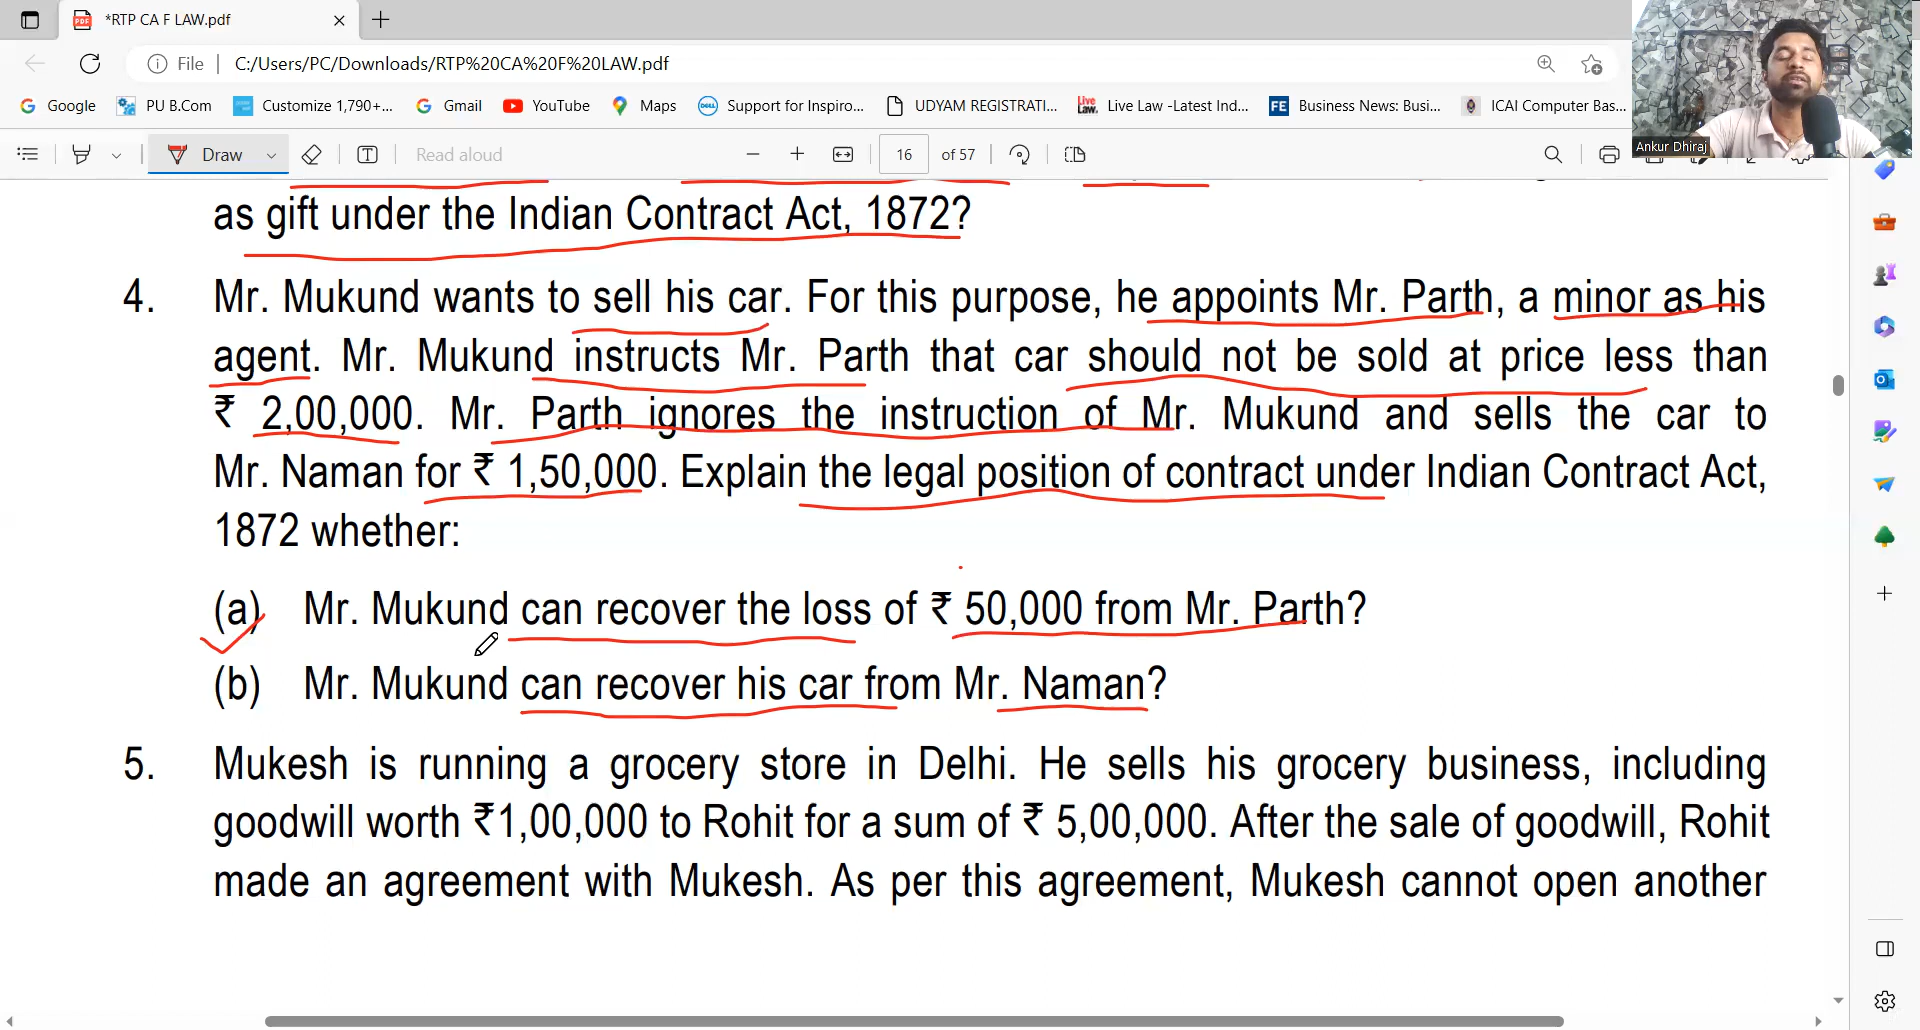 *RTP CA F LAW.pdf
File
C:/Users/PC/Downloads/RTP%20CA%20F%20LAW.pdf
Google
PU B.Com
Customize 1,790+...
Gmail
YouTube
Maps
Support for Inspiro...
UDYAM REGISTRATI...
Live Law -Latest Ind...
Business News: Busi...
ICAI Computer Bas...
Ankur Dhiraj
Draw
Read aloud
16
of 57
as gift under the Indian Contract Act, 1872?
4. Mr. Mukund wants to sell his car. For this purpose, he appoints Mr. Parth, a minor as his
agent. Mr. Mukund instructs Mr. Parth that car should not be sold at price less than
₹ 2,00,000. Mr. Parth ignores the instruction of Mr. Mukund and sells the car to
Mr. Naman for ₹ 1,50,000. Explain the legal position of contract under Indian Contract Act,
1872 whether:
(a) Mr. Mukund can recover the loss of ₹ 50,000 from Mr. Parth?
(b) Mr. Mukund can recover his car from Mr. Naman?
5. Mukesh is running a grocery store in Delhi. He sells his grocery business, including
goodwill worth ₹1,00,000 to Rohit for a sum of ₹ 5,00,000. After the sale of goodwill, Rohit
made an agreement with Mukesh. As per this agreement, Mukesh cannot open another